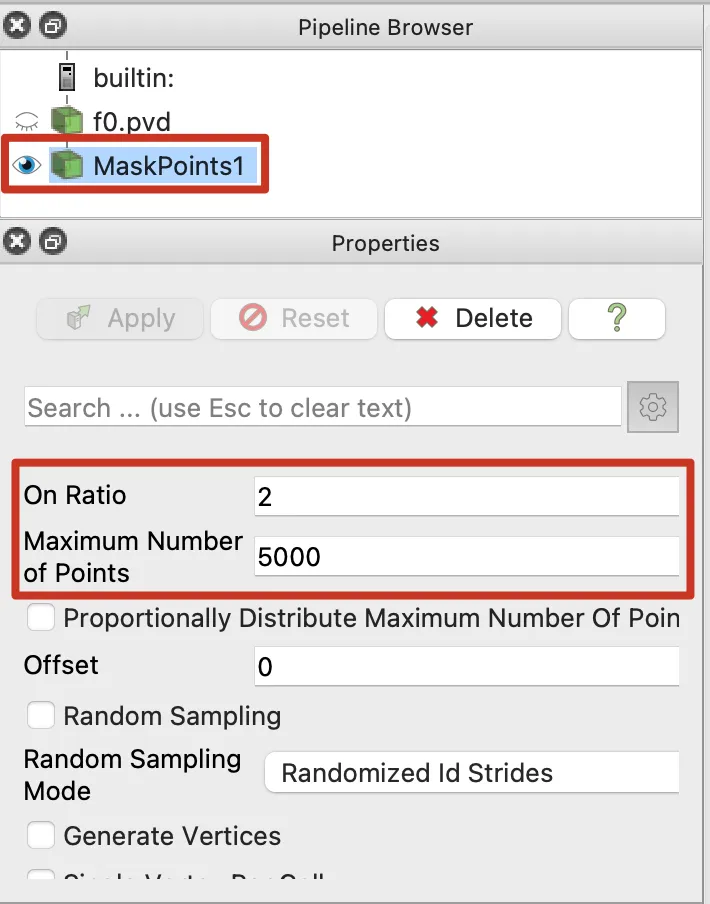 Pipeline Browser
builtin:
f0.pvd
MaskPoints1
Properties
Apply
Reset
Delete
?
Search ... (use Esc to clear text)
On Ratio
2
Maximum Number
of Points
5000
Proportionally Distribute Maximum Number Of Poin
Offset
0
Random Sampling
Random Sampling
Mode
Randomized Id Strides
Generate Vertices